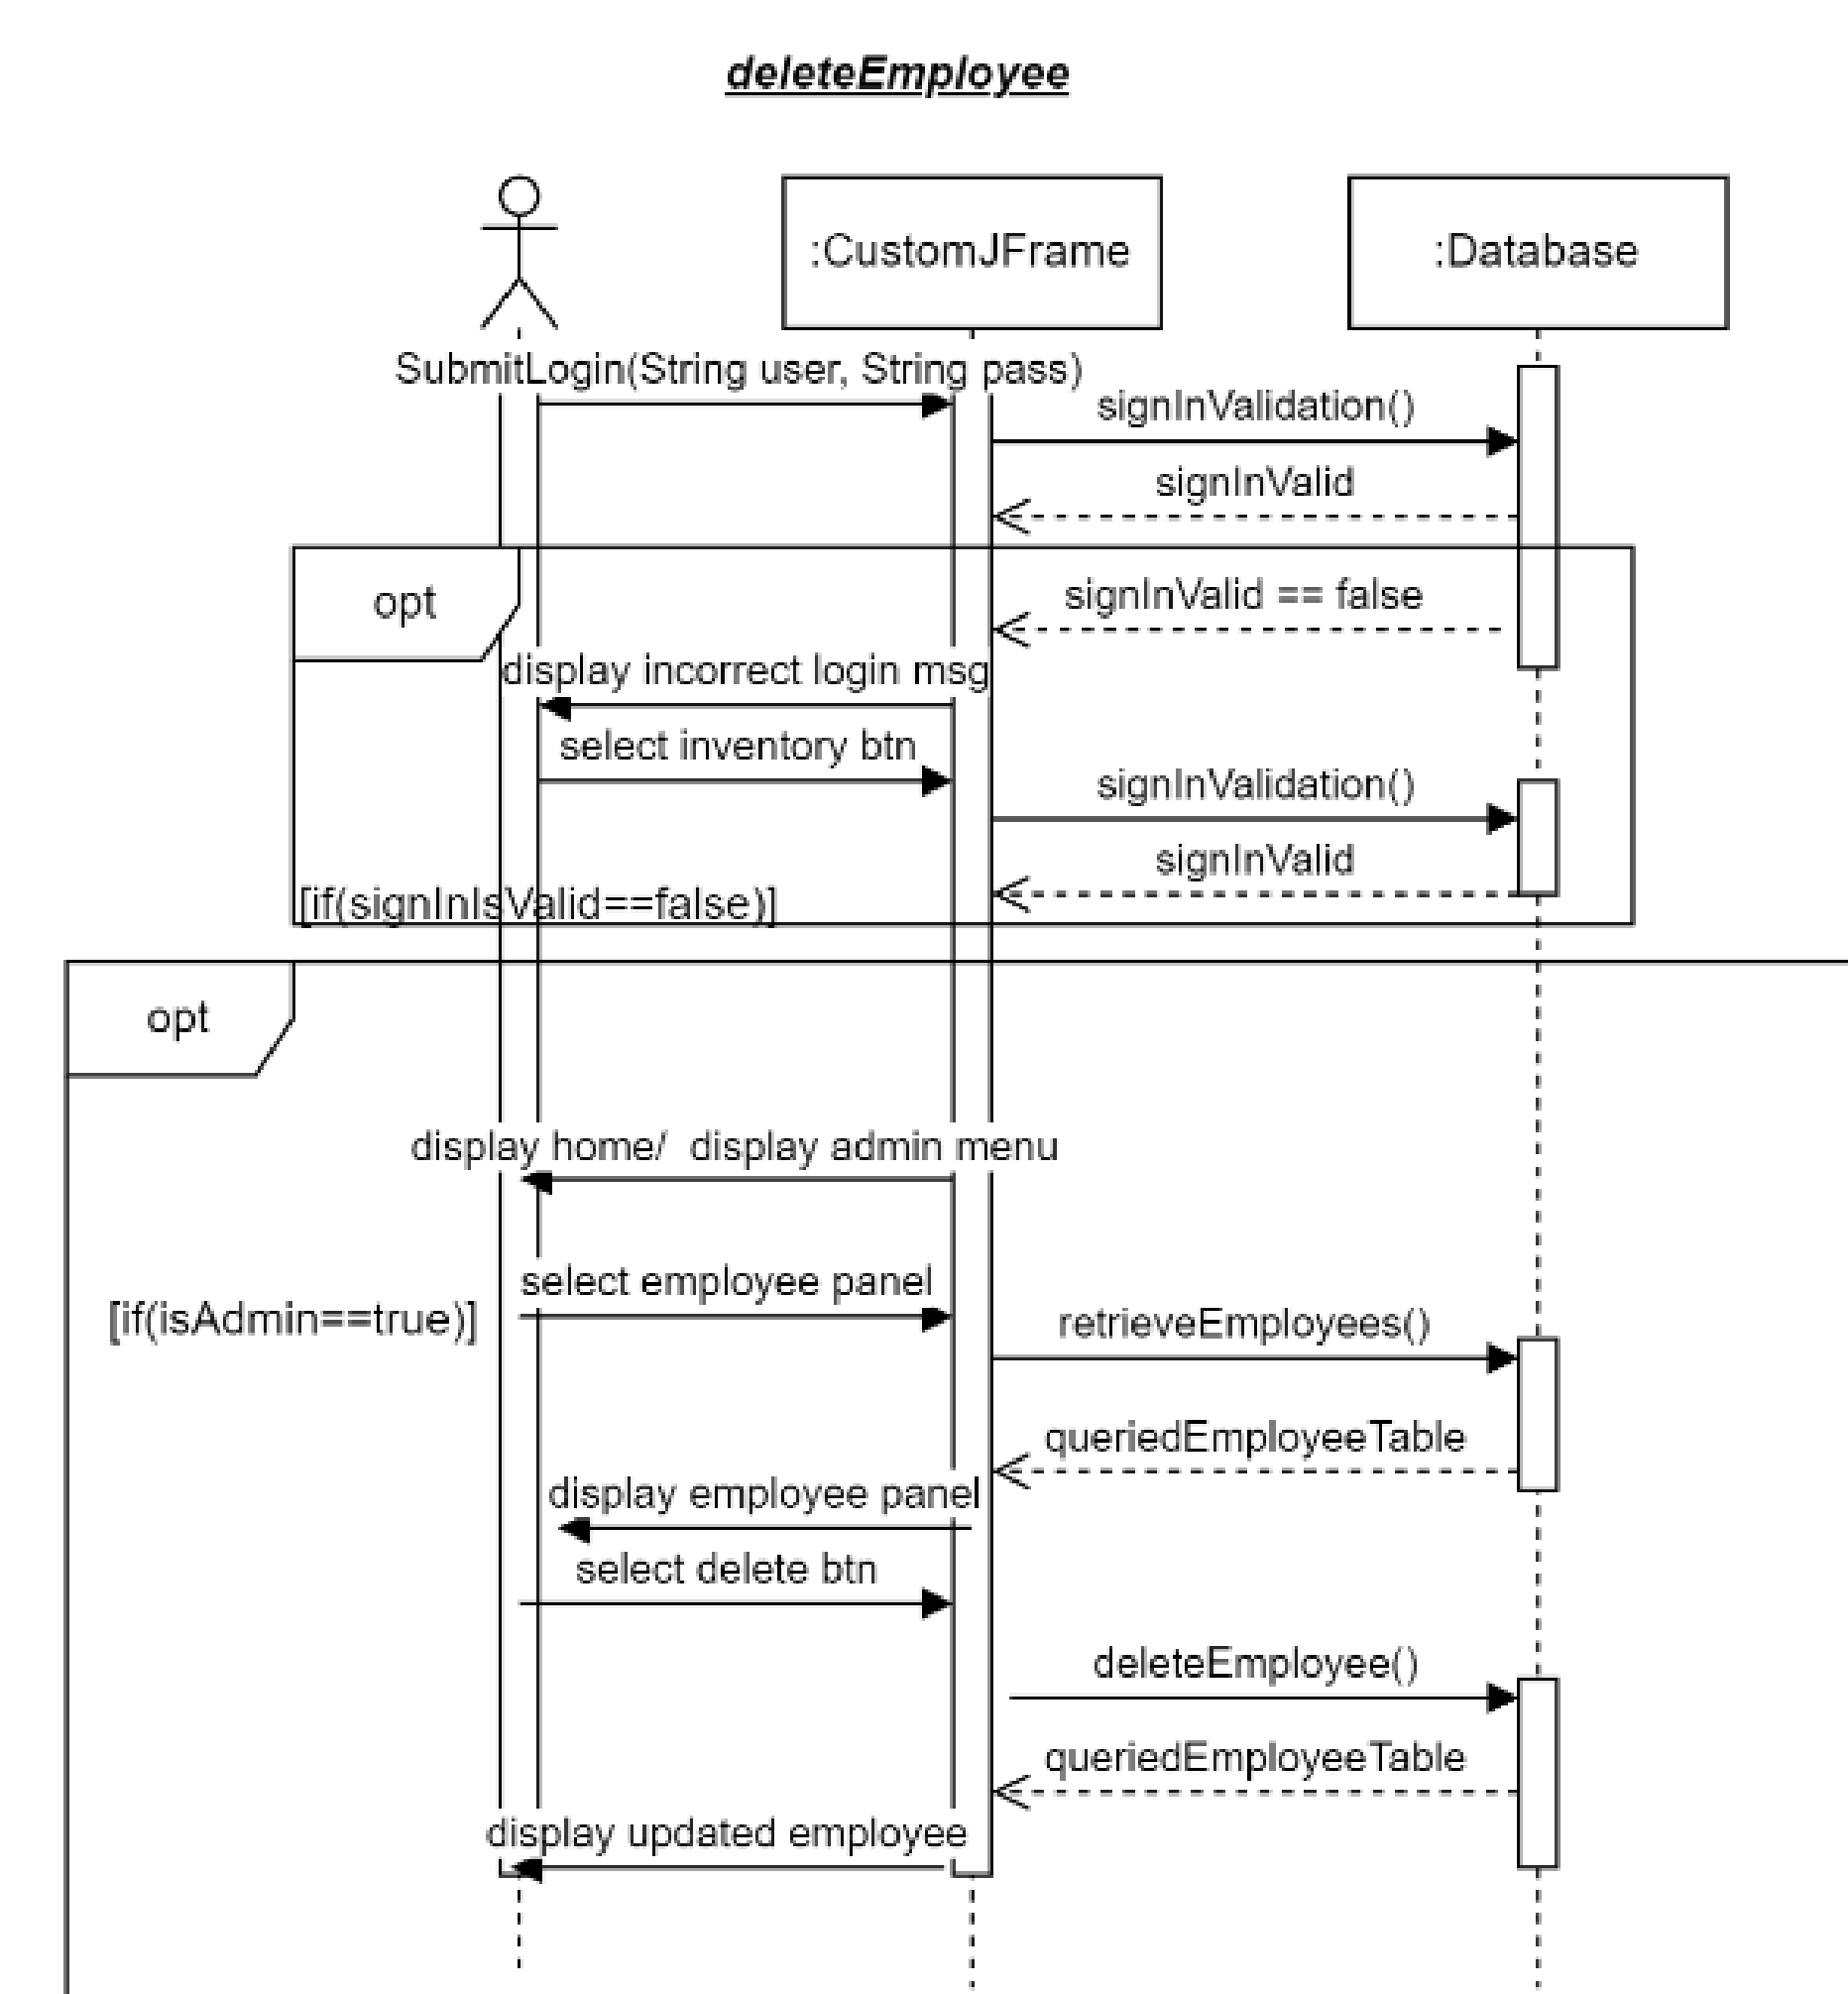 deleteEmployee
:CustomJFrame
:Database
SubmitLogin(String user, String pass)
signInValidation()
signInValid
opt
signInValid == false
display incorrect login msg
select inventory btn
signInValidation()
signInValid
[if(signInIsValid==false)]
opt
display home/  display admin menu
select employee panel
[if(isAdmin==true)]
retrieveEmployees()
queriedEmployeeTable
display employee panel
select delete btn
deleteEmployee()
queriedEmployeeTable
display updated employee